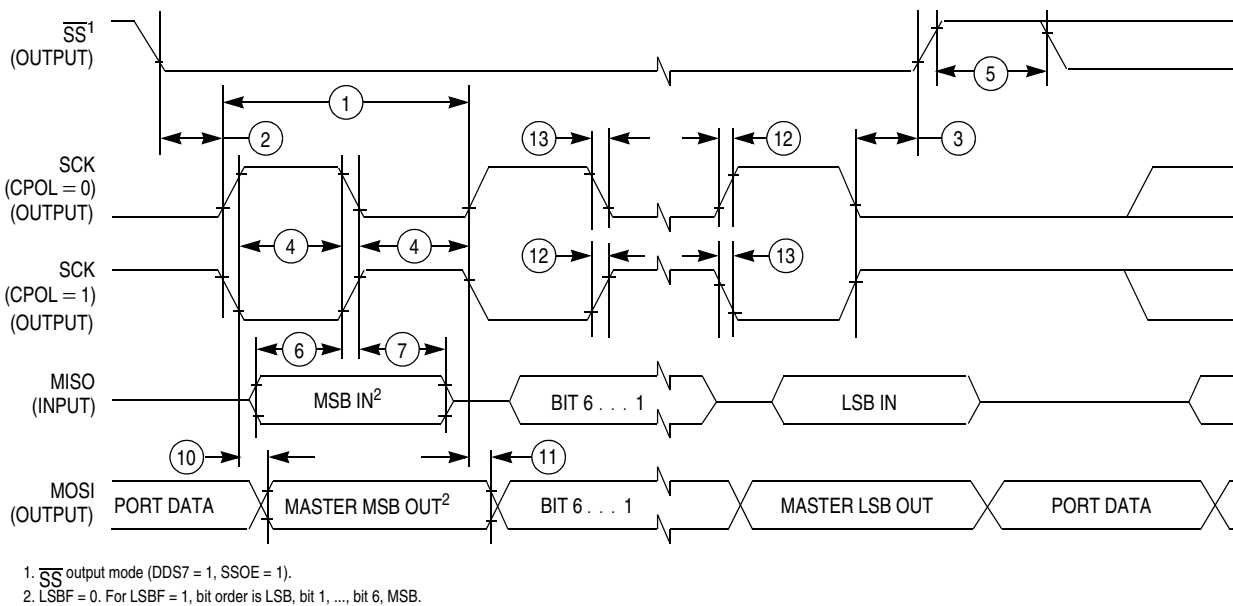 SS¹
(OUTPUT)
5
1
2
13
12
3
SCK
(CPOL = 0)
(OUTPUT)
4
4
12
13
SCK
(CPOL = 1)
(OUTPUT)
6
7
MISO
(INPUT)
MSB IN²
BIT 6 . . . 1
LSB IN
10
11
MOSI
(OUTPUT)
PORT DATA
MASTER MSB OUT²
BIT 6 . . . 1
MASTER LSB OUT
PORT DATA
1. SS output mode (DDS7 = 1, SSOE = 1).
2. LSBF = 0. For LSBF = 1, bit order is LSB, bit 1, ..., bit 6, MSB.